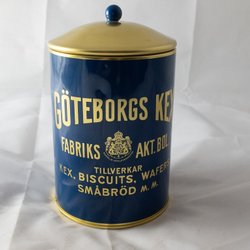 GÖTEBORGS KEX
FABRIKS AKT. BOL.
TILLVERKAR
KEX, BISCUITS, WAFERS
SMÅBRÖD M.M.